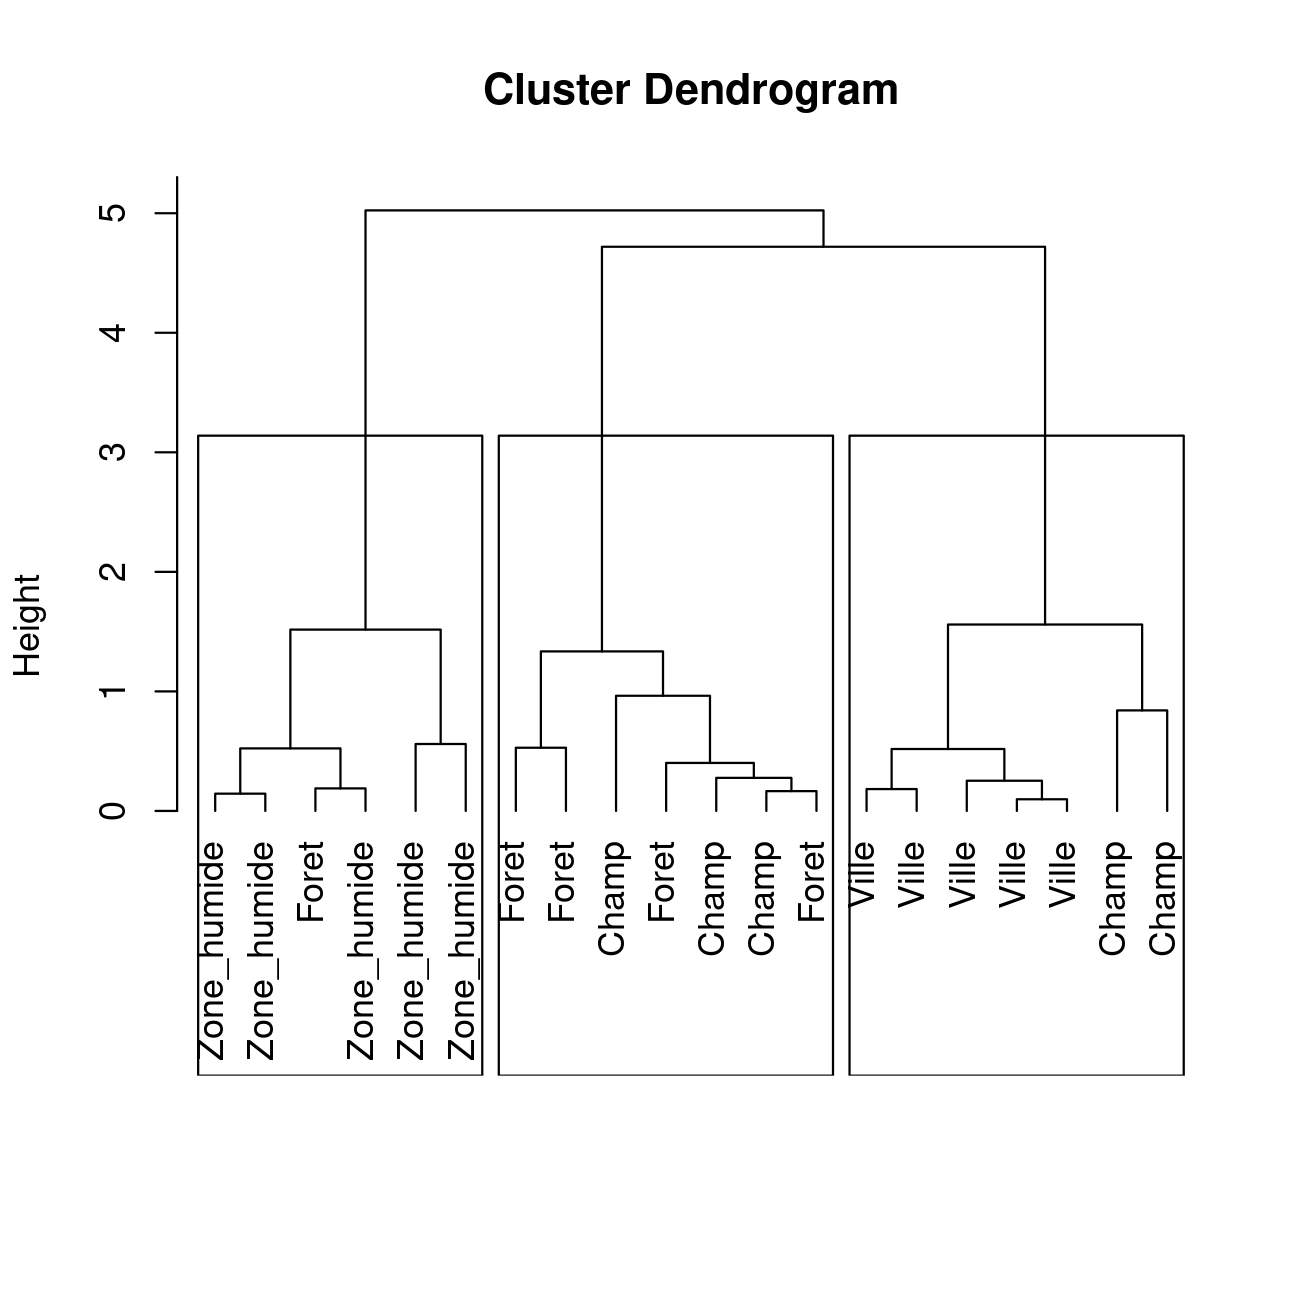 Cluster Dendrogram
Height
5
4
3
2
1
0
Zone_humide
Zone_humide
Foret
Zone_humide
Zone_humide
Zone_humide
Foret
Foret
Champ
Foret
Champ
Champ
Foret
Ville
Ville
Ville
Ville
Ville
Champ
Champ